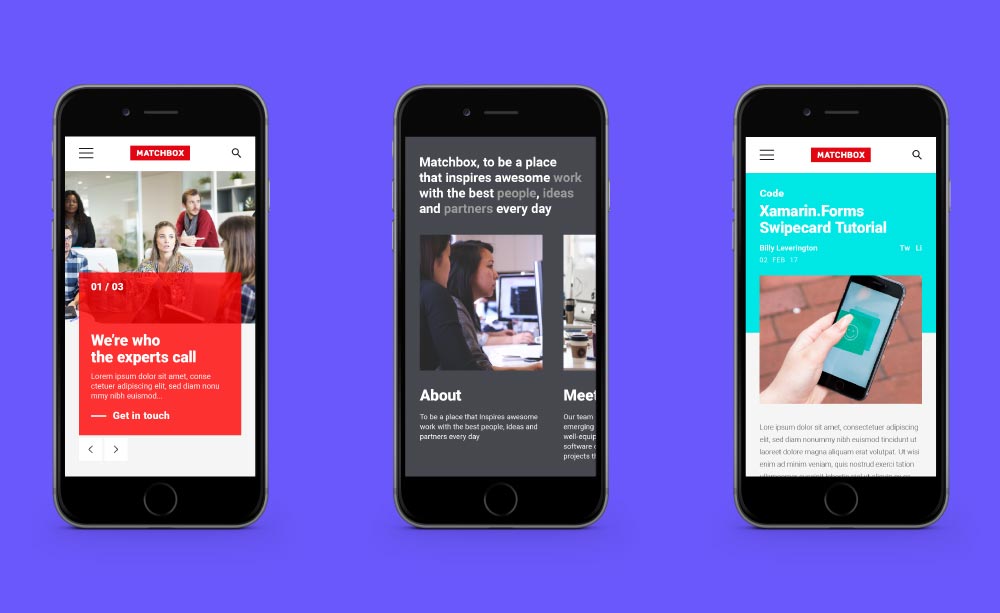 MATCHBOX
01 / 03
We're who
the experts call
Lorem ipsum dolor sit amet, conse
ctetuer adipiscing elit, sed diam nonu
mmy nibh euismod...
Get in touch
Matchbox, to be a place
that inspires awesome work
with the best people, ideas
and partners every day
About
To be a place that Inspires awesome
work with the best people, ideas and
partners every day
Meet
Our team
emerging
well-equip
software
projects
MATCHBOX
Code
Xamarin.Forms
Swipecard Tutorial
Billy Leverington
Tw LI
02 FEB 17
Lore ipsum dolor sit amet, consectetuer adipiscing
elit, sed diam nonummy nibh euismod tincidunt ut
laoreet dolore magna aliquam erat volutpat. Ut wisi
enim ad minim veniam, quis nostrud exerci tation